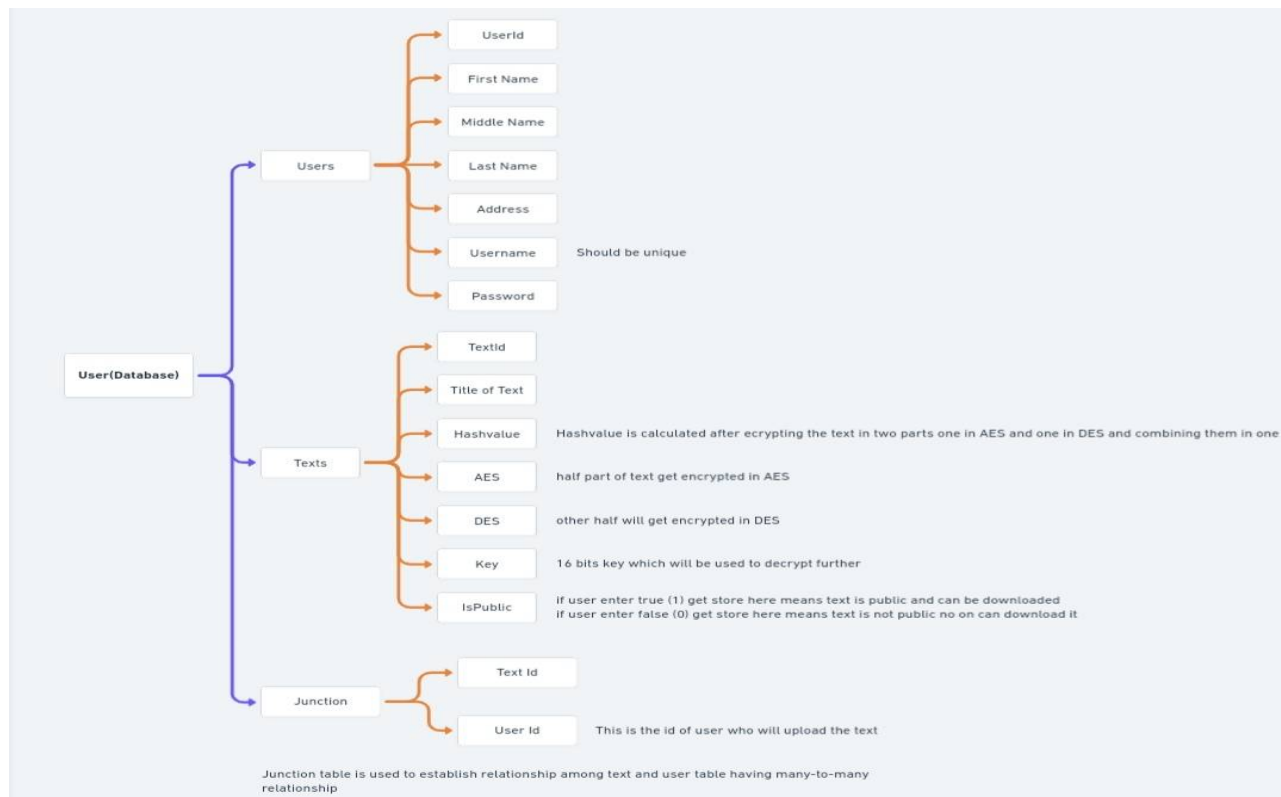 UserId
First Name
Middle Name
Users
Last Name
Address
Username Should be unique
Password
TextId
User(Database)
Title of Text
Hashvalue Hashvalue is calculated after ecrypting the text in two parts one in AES and one in DES and combining them in one
Texts
AES half part of text get encrypted in AES
DES other half will get encrypted in DES
Key 16 bits key which will be used to decrypt further
IsPublic if user enter true (1) get store here means text is public and can be downloaded
if user enter false (0) get store here means text is not public no on can download it
Text Id
Junction
User Id This is the id of user who will upload the text
Junction table is used to establish relationship among text and user table having many-to-many
relationship